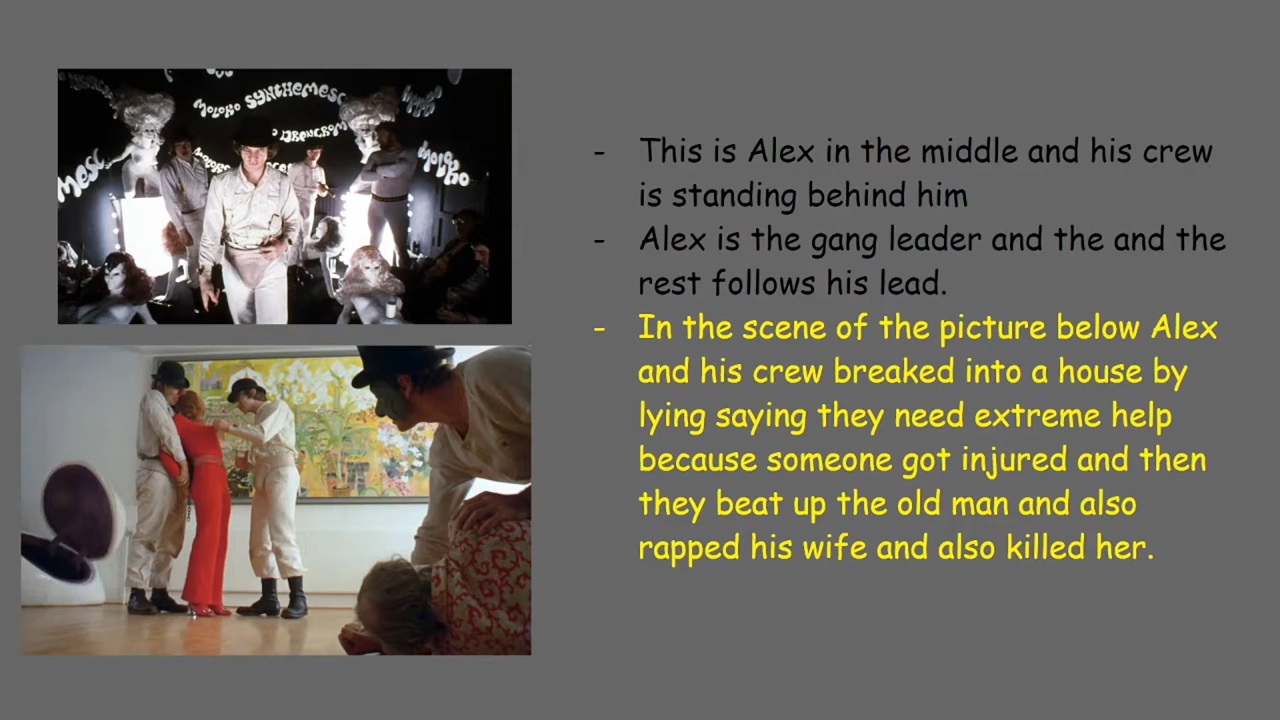 MOLOKO SYNTHEMESC
MOLOKO
- This is Alex in the middle and his crew
is standing behind him
- Alex is the gang leader and the and the
rest follows his lead.
- In the scene of the picture below Alex
and his crew breaked into a house by
lying saying they need extreme help
because someone got injured and then
they beat up the old man and also
rapped his wife and also killed her.